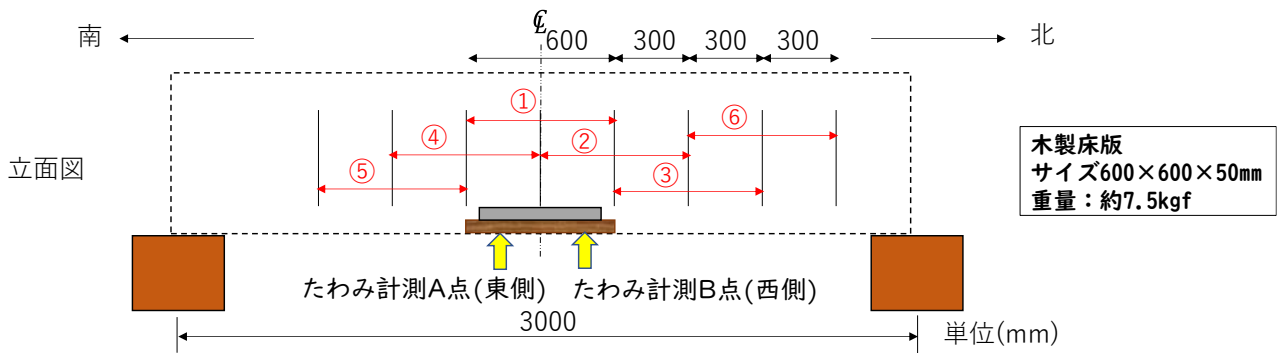 ℄
南
北
600
300
300
300
①
⑥
④
②
⑤
③
立面図
木製床版
サイズ600×600×50mm
重量：約7.5kgf
たわみ計測A点(東側)
たわみ計測B点(西側)
3000
単位(mm)